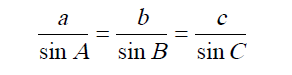 a/sin A = b/sin B = c/sin C